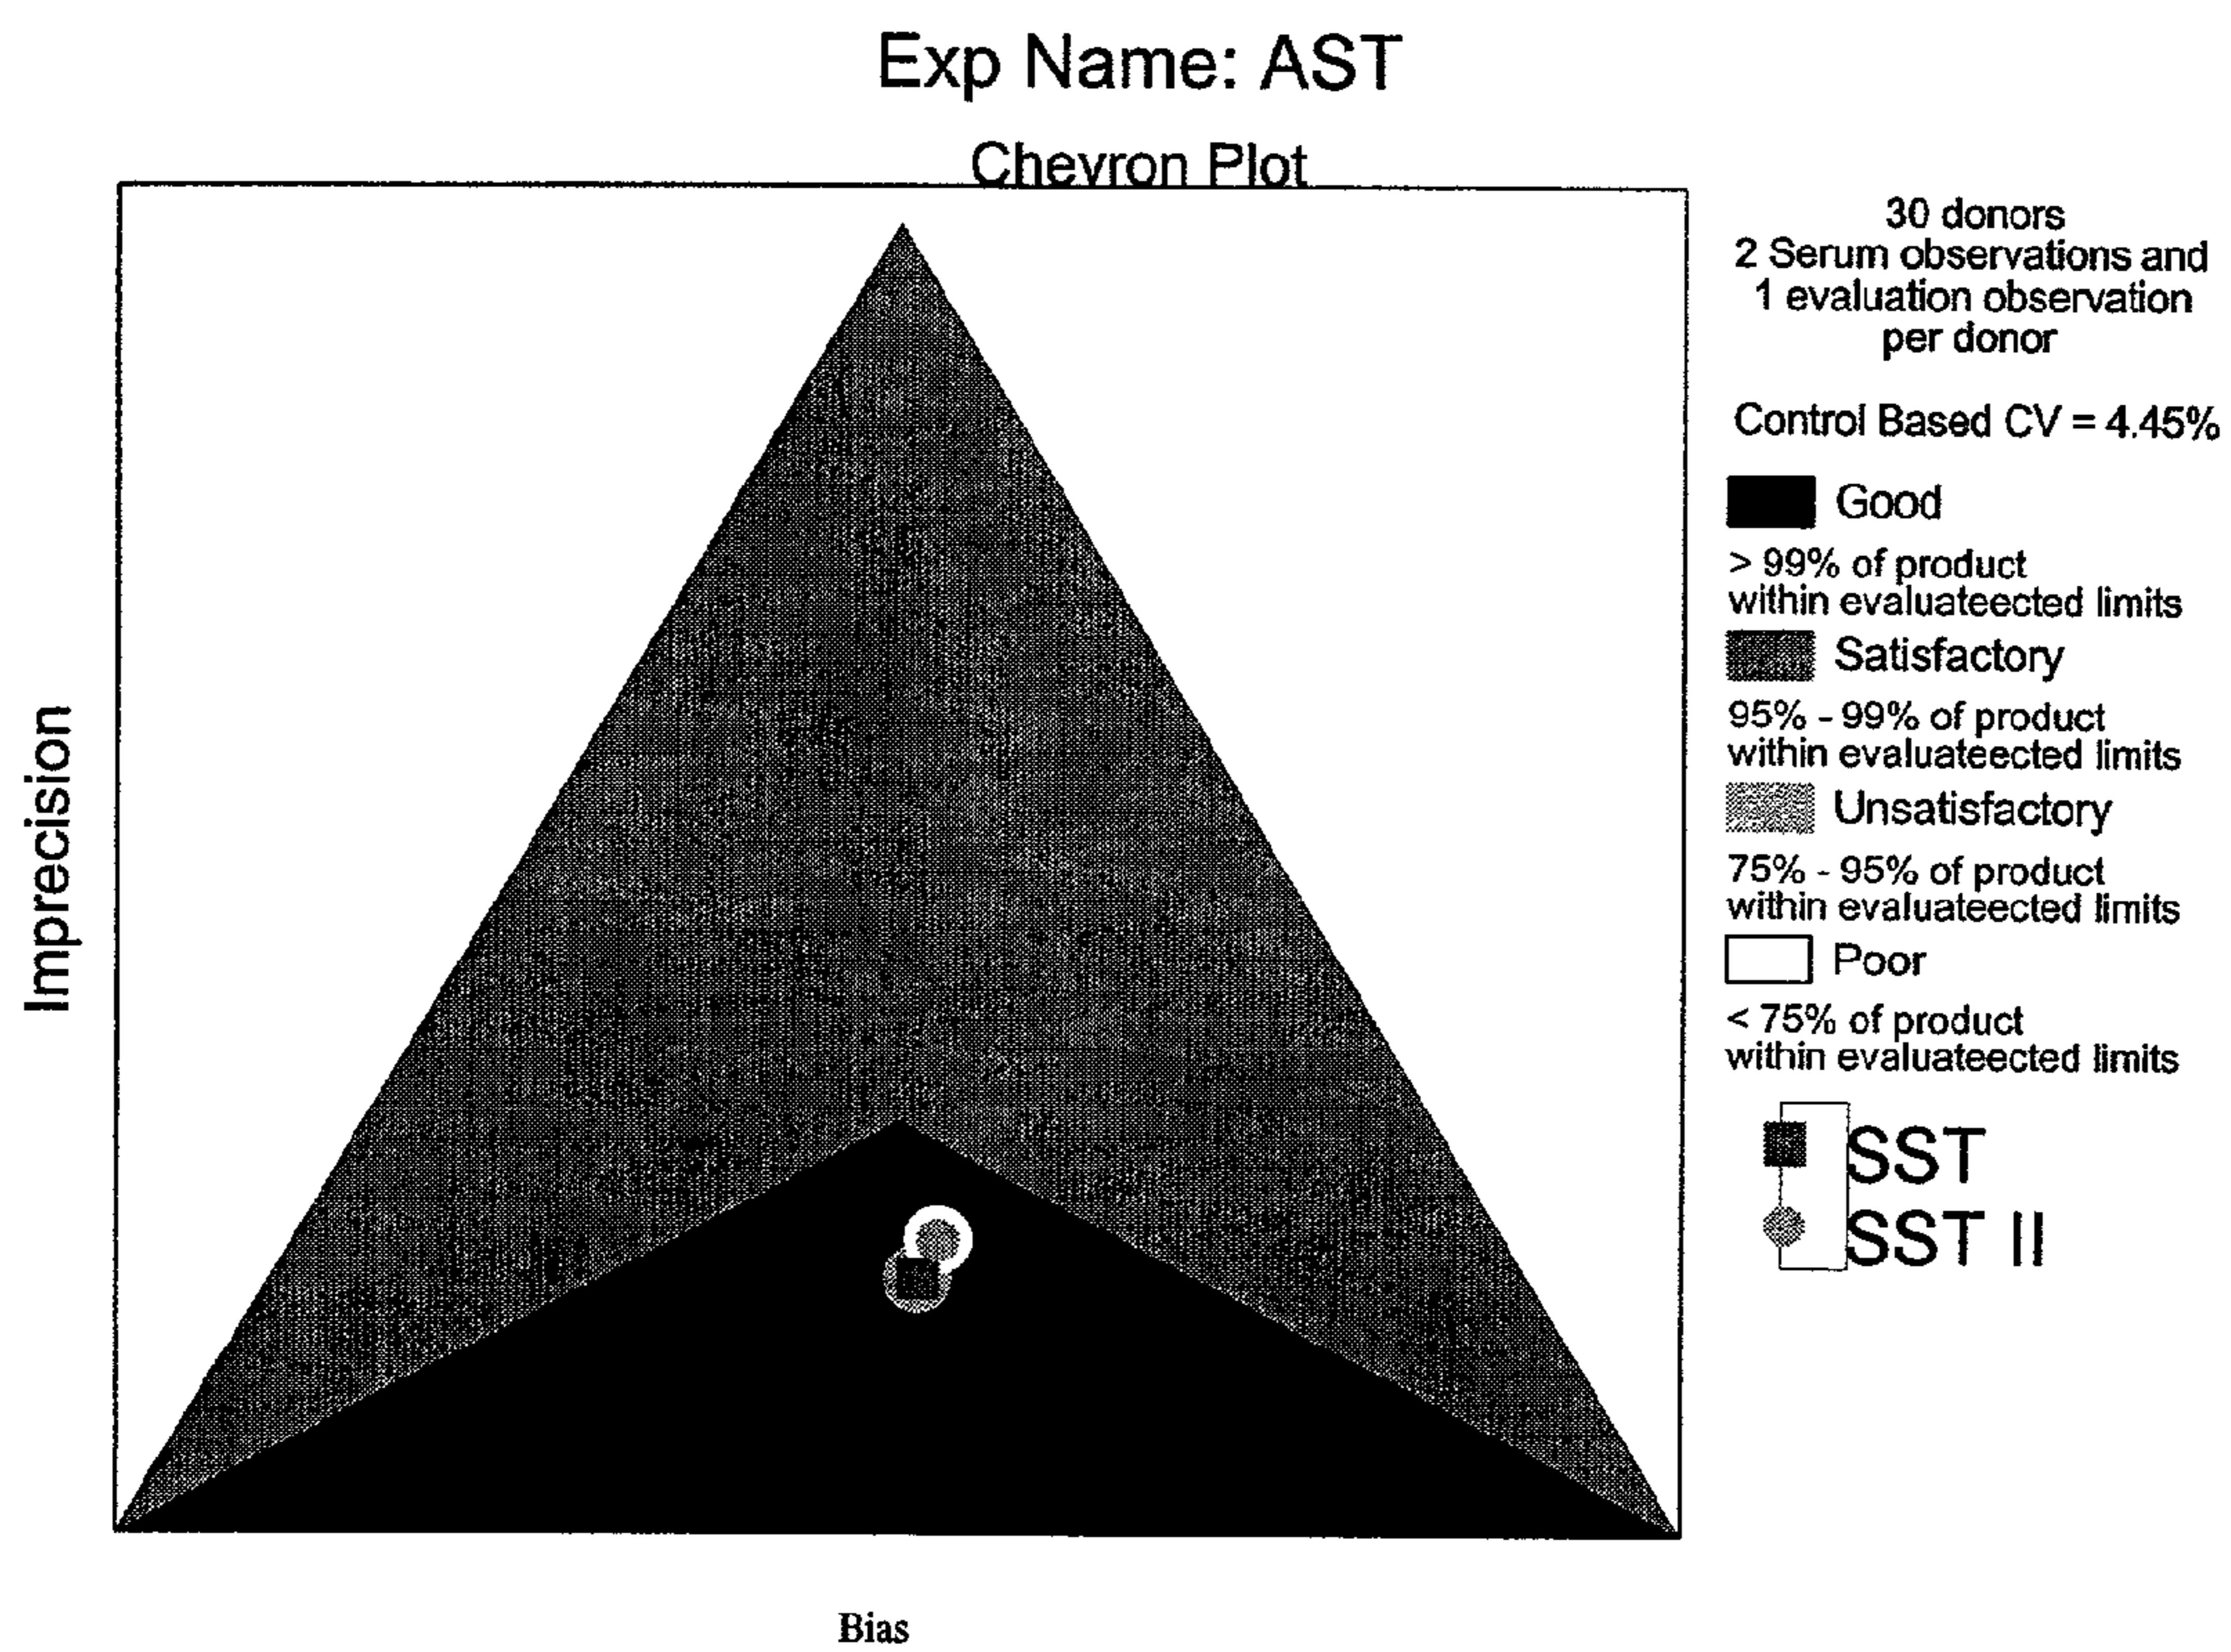 Exp Name: AST
Chevron Plot
30 donors
2 Serum observations and
1 evaluation observation
per donor
Control Based CV = 4.45%
Good
> 99% of product
within evaluateected limits
Satisfactory
95% - 99% of product
within evaluateected limits
Unsatisfactory
75% - 95% of product
within evaluateected limits
Poor
< 75% of product
within evaluateected limits
SST
SST II
Imprecision
Bias